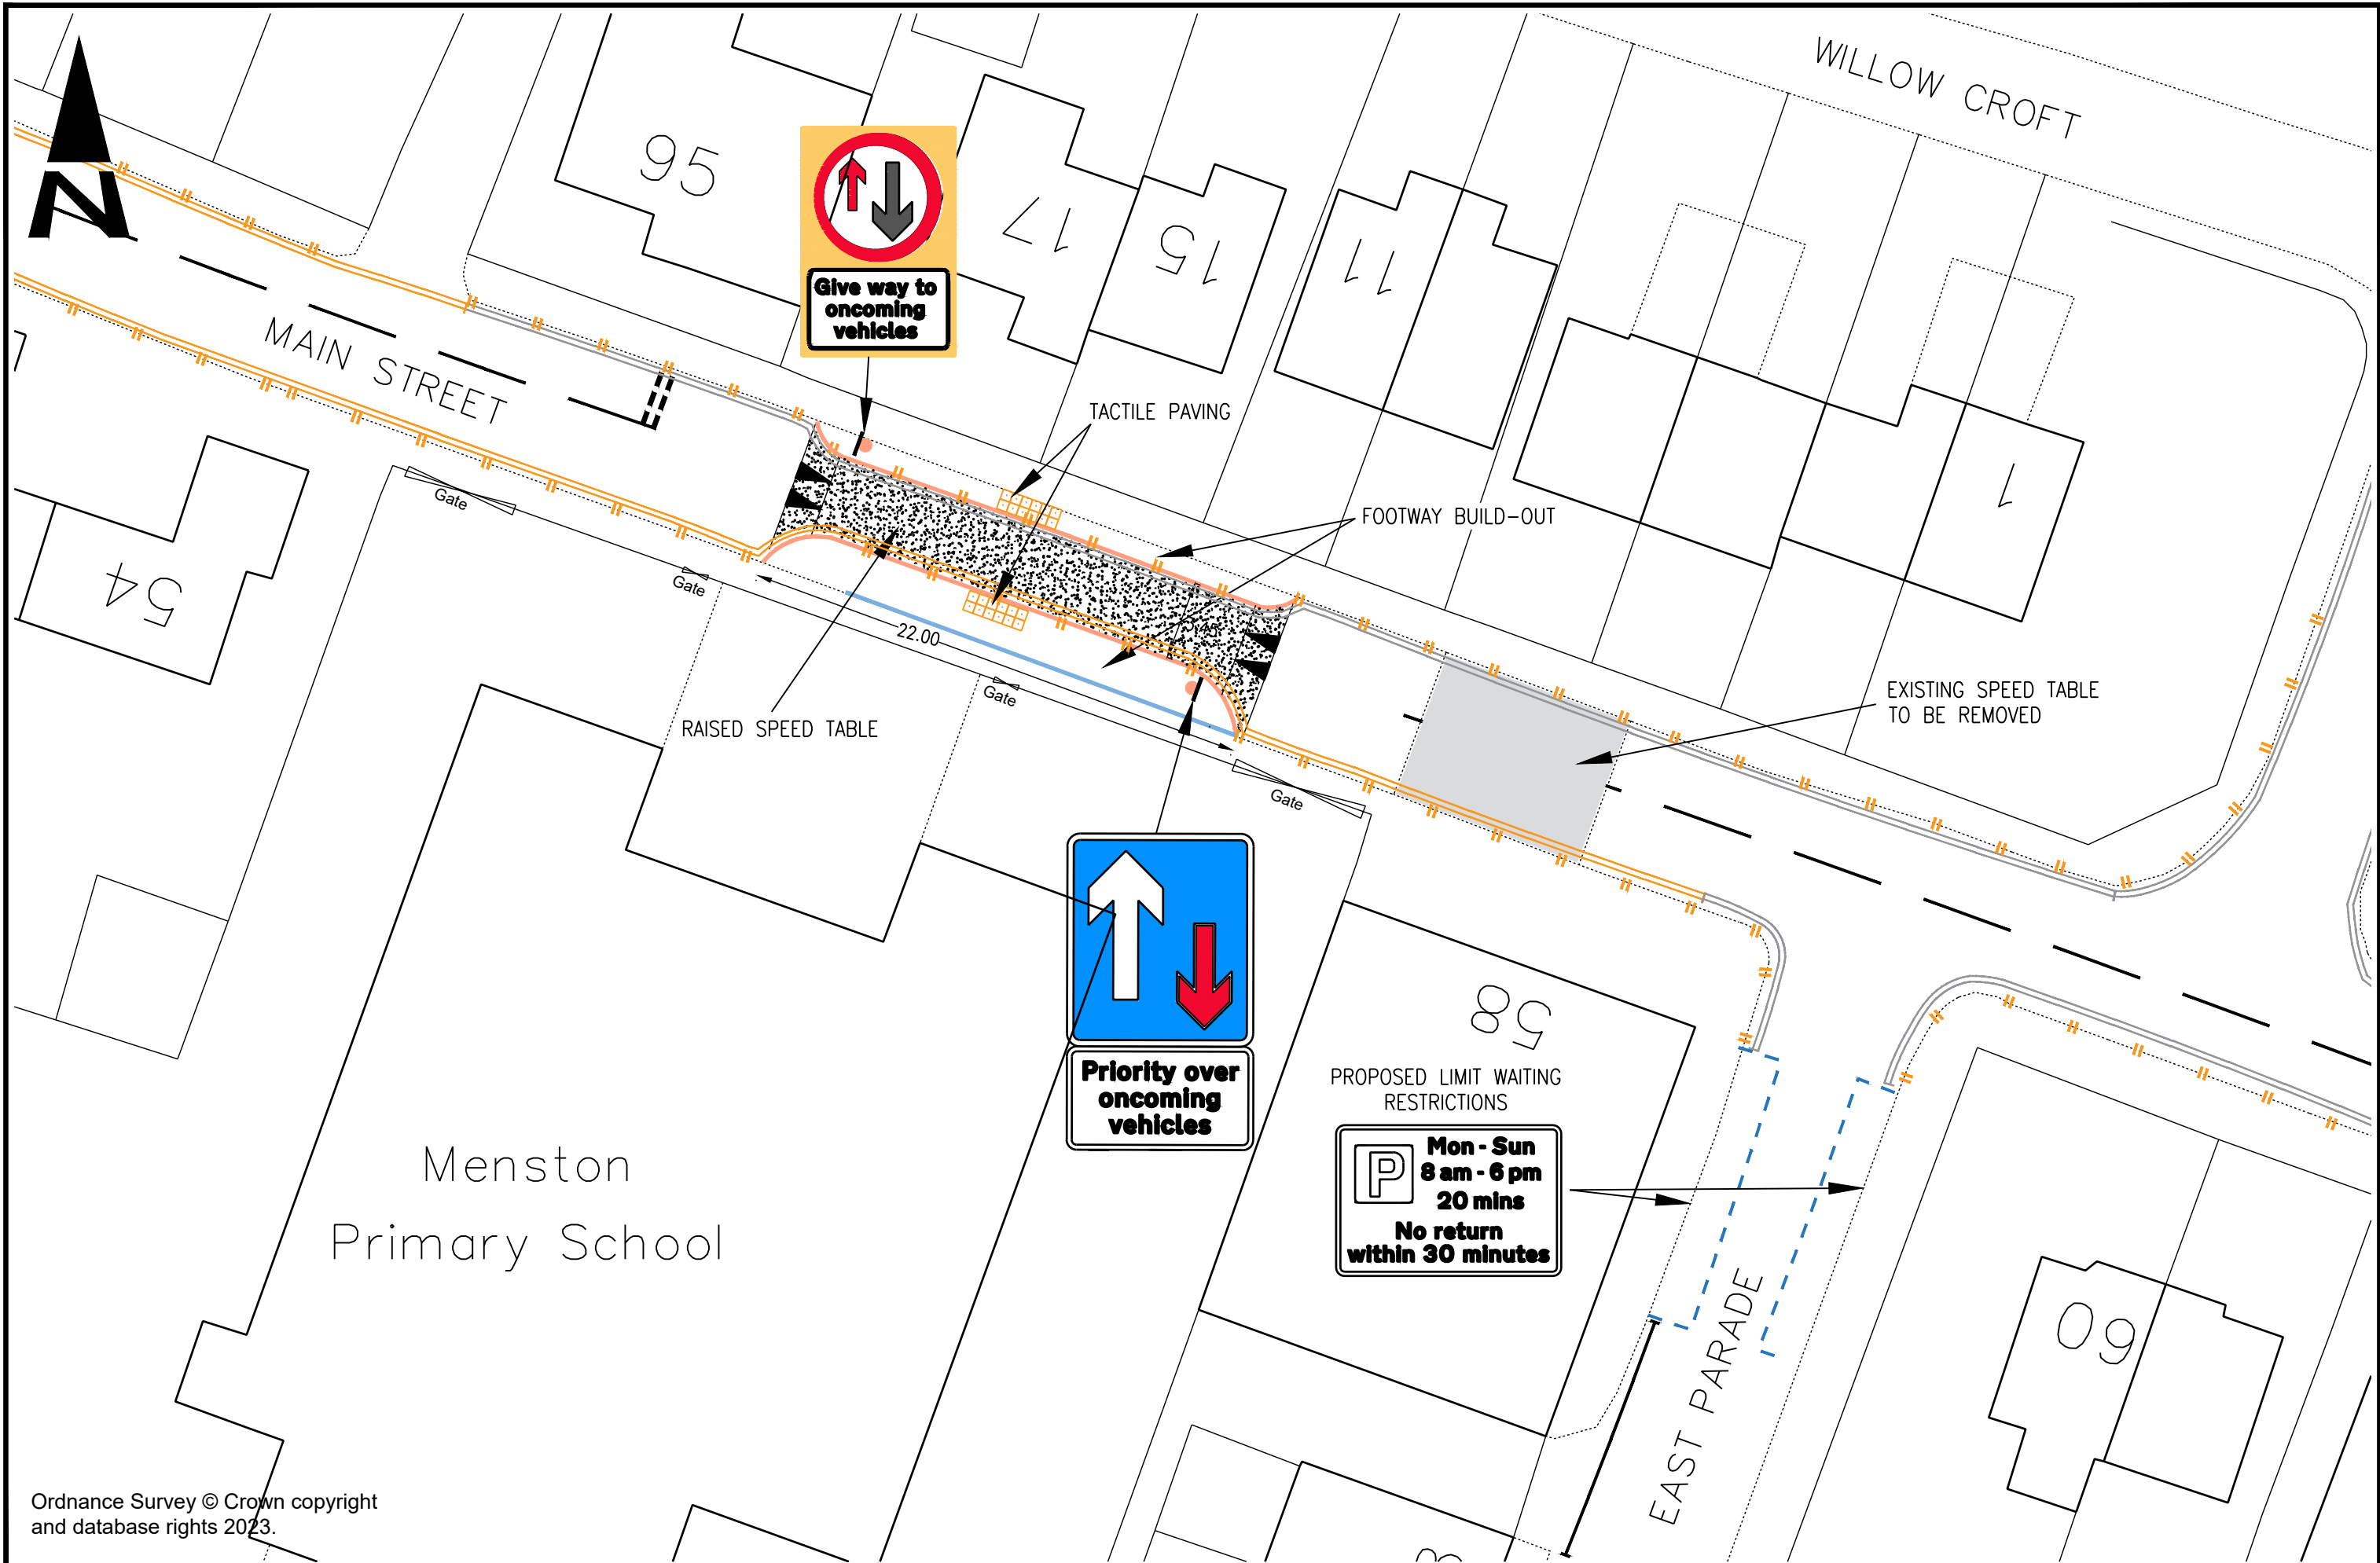 WILLOW CROFT
N
95
17
15
11
1
Give way to
oncoming
vehicles
MAIN STREET
TACTILE PAVING
FOOTWAY BUILD-OUT
Gate
54
Gate
22.00
Gate
RAISED SPEED TABLE
EXISTING SPEED TABLE
TO BE REMOVED
Gate
Priority over
oncoming
vehicles
58
PROPOSED LIMIT WAITING
RESTRICTIONS
P
Mon - Sun
8 am - 6 pm
20 mins
No return
within 30 minutes
Menston
Primary School
EAST PARADE
60
Ordnance Survey © Crown copyright
and database rights 2023.